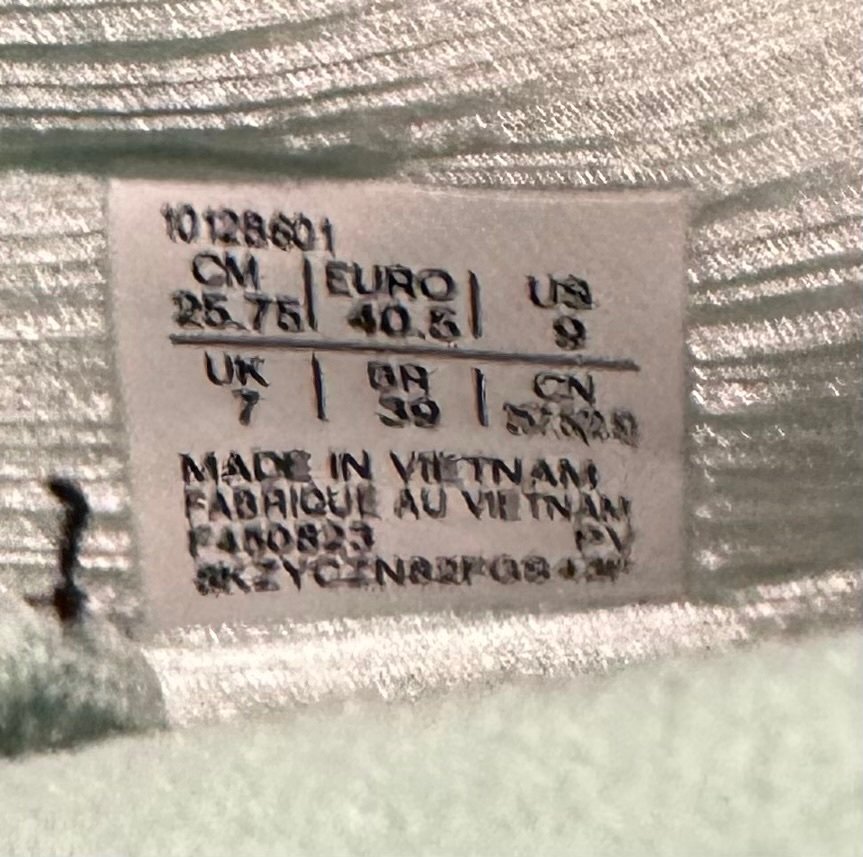 10128601
CM | EURO | US
25.75 | 40.5 | 9
UK | BR | CN
7 | 39 |
MADE IN VIETNAM
FABRIQUE AU VIETNAM
PV